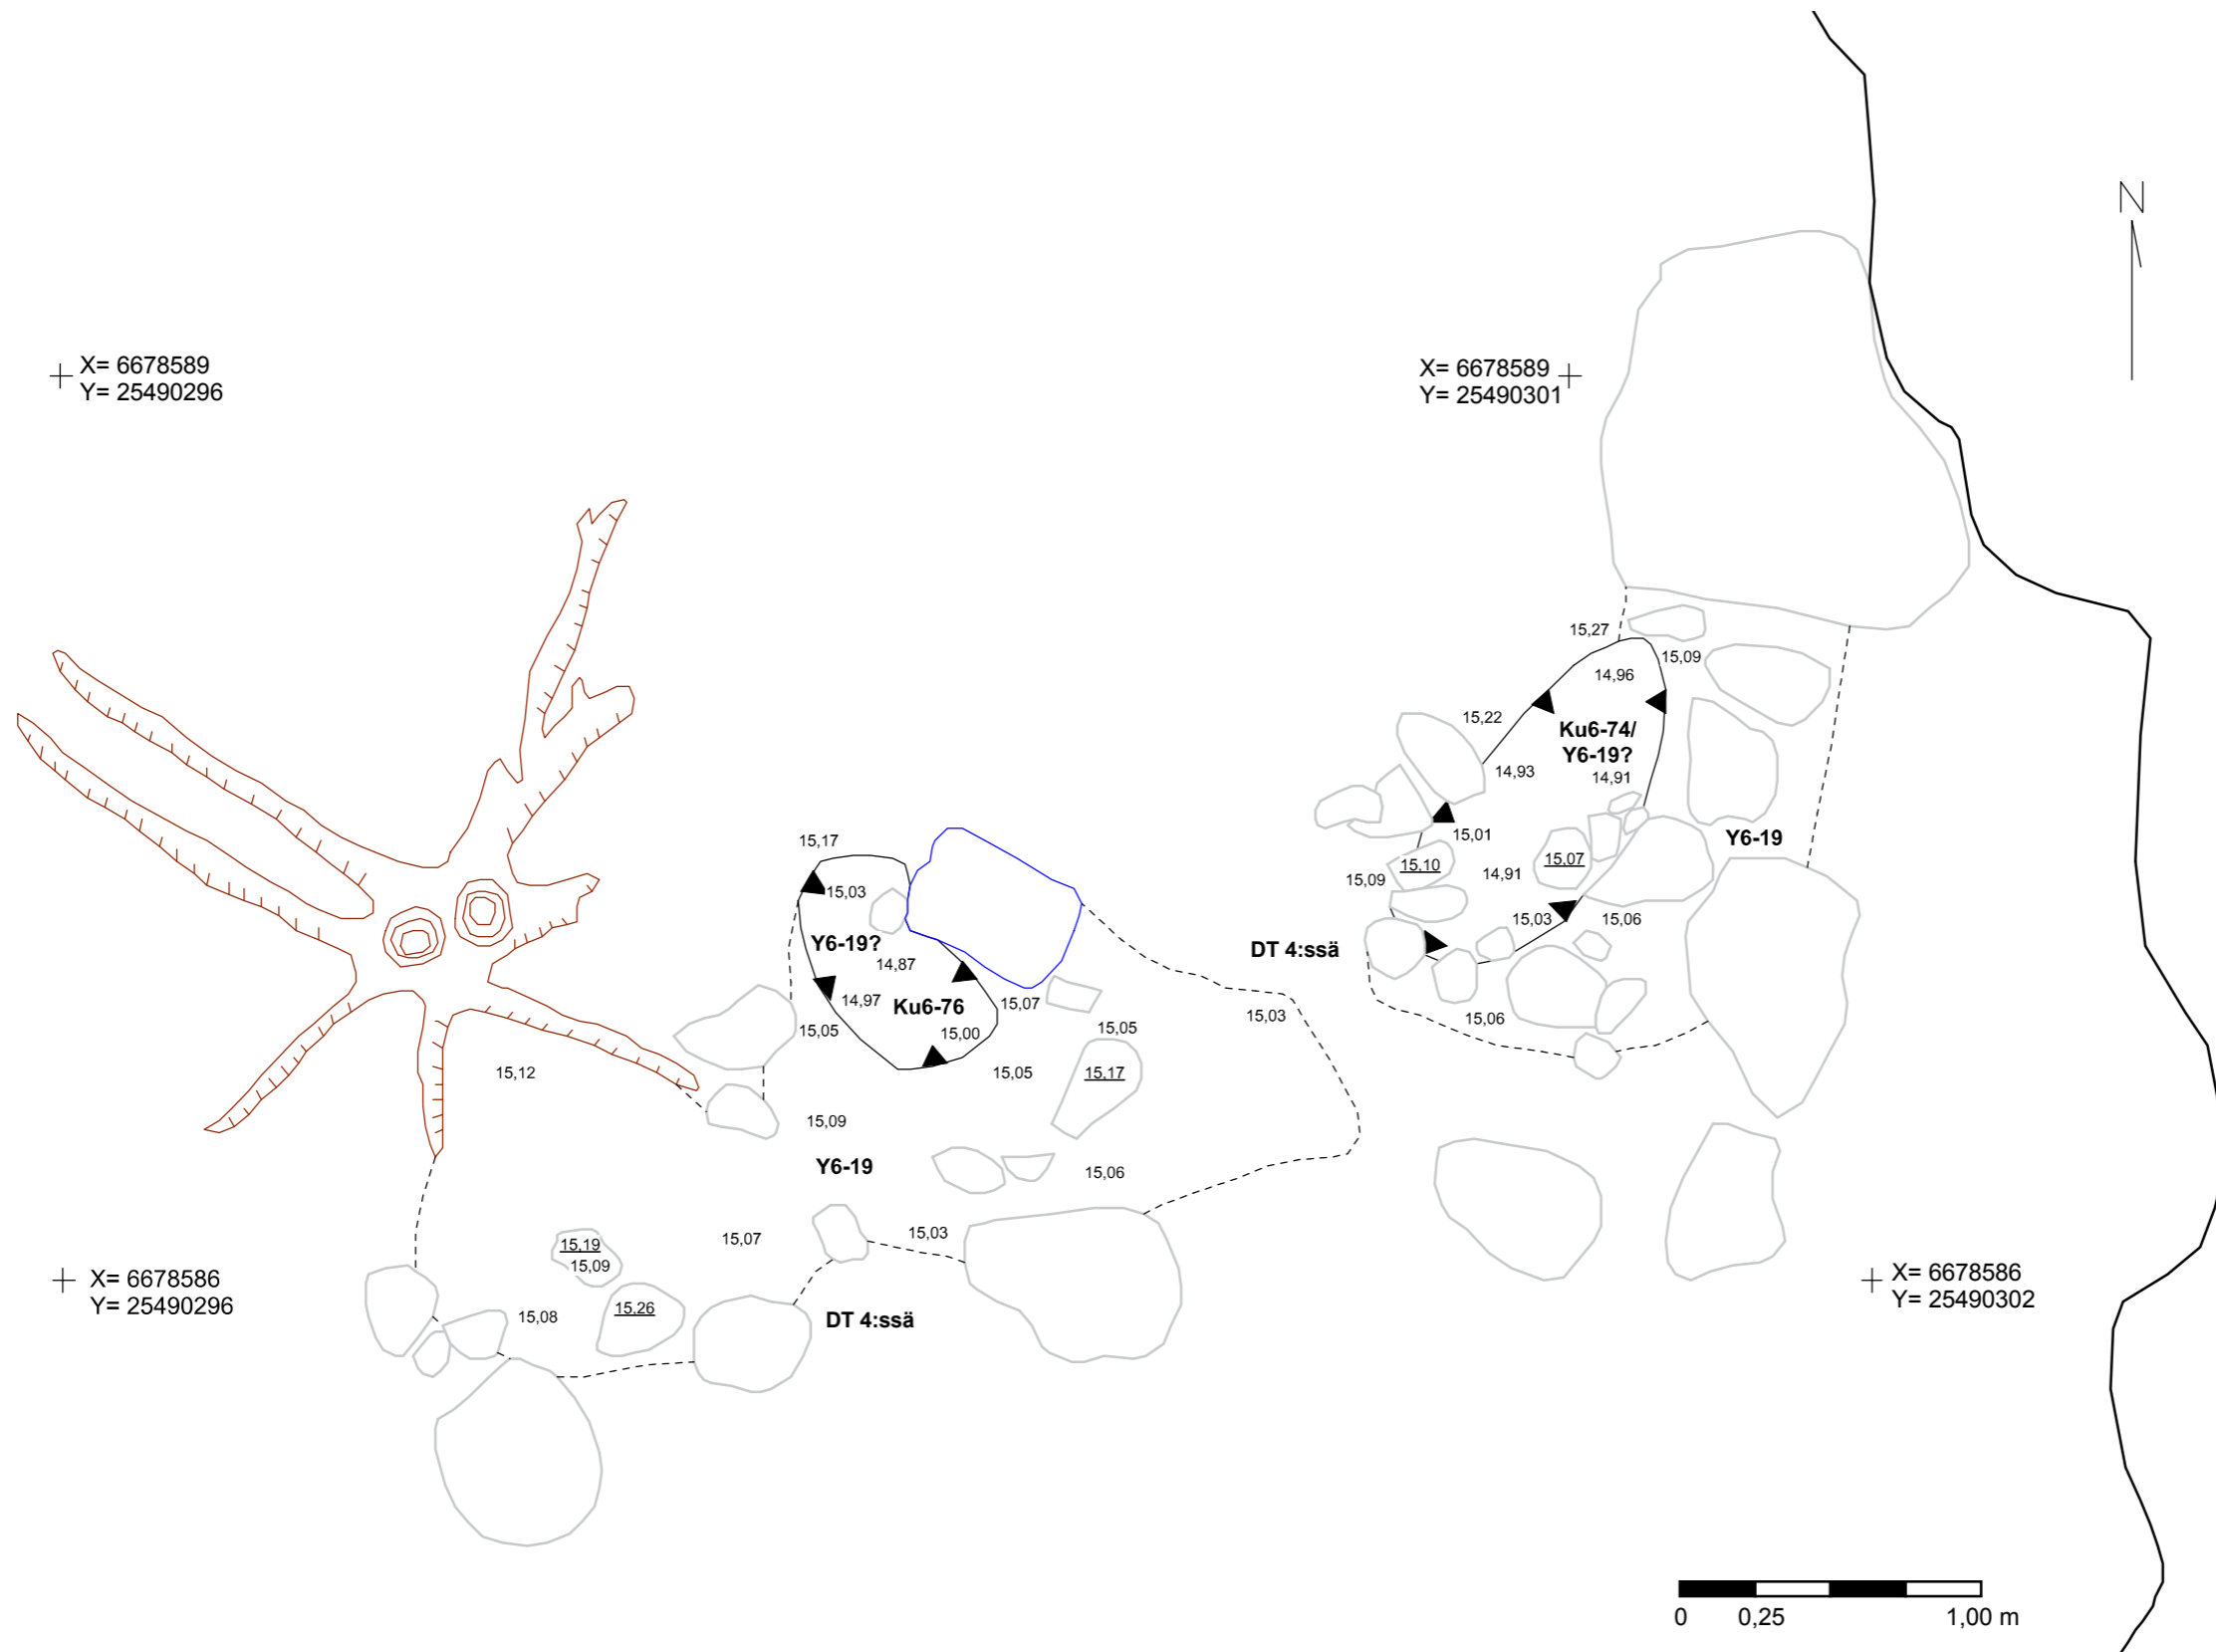 N
X= 6678589
Y= 25490296
X= 6678589
Y= 25490301
15,27
15,09
14,96
15,22
Ku6-74/
Y6-19?
14,93
14,91
15,01
Y6-19
15,17
15,10
15,07
15,09
14,91
15,03
15,03
15,06
Y6-19?
DT 4:ssä
14,87
14,97
Ku6-76
15,07
15,03
15,06
15,05
15,00
15,05
15,12
15,05
15,17
15,09
Y6-19
15,06
15,19
15,07
15,03
15,09
X= 6678586
Y= 25490296
X= 6678586
Y= 25490302
15,08
15,26
DT 4:ssä
0 0,25 1,00 m